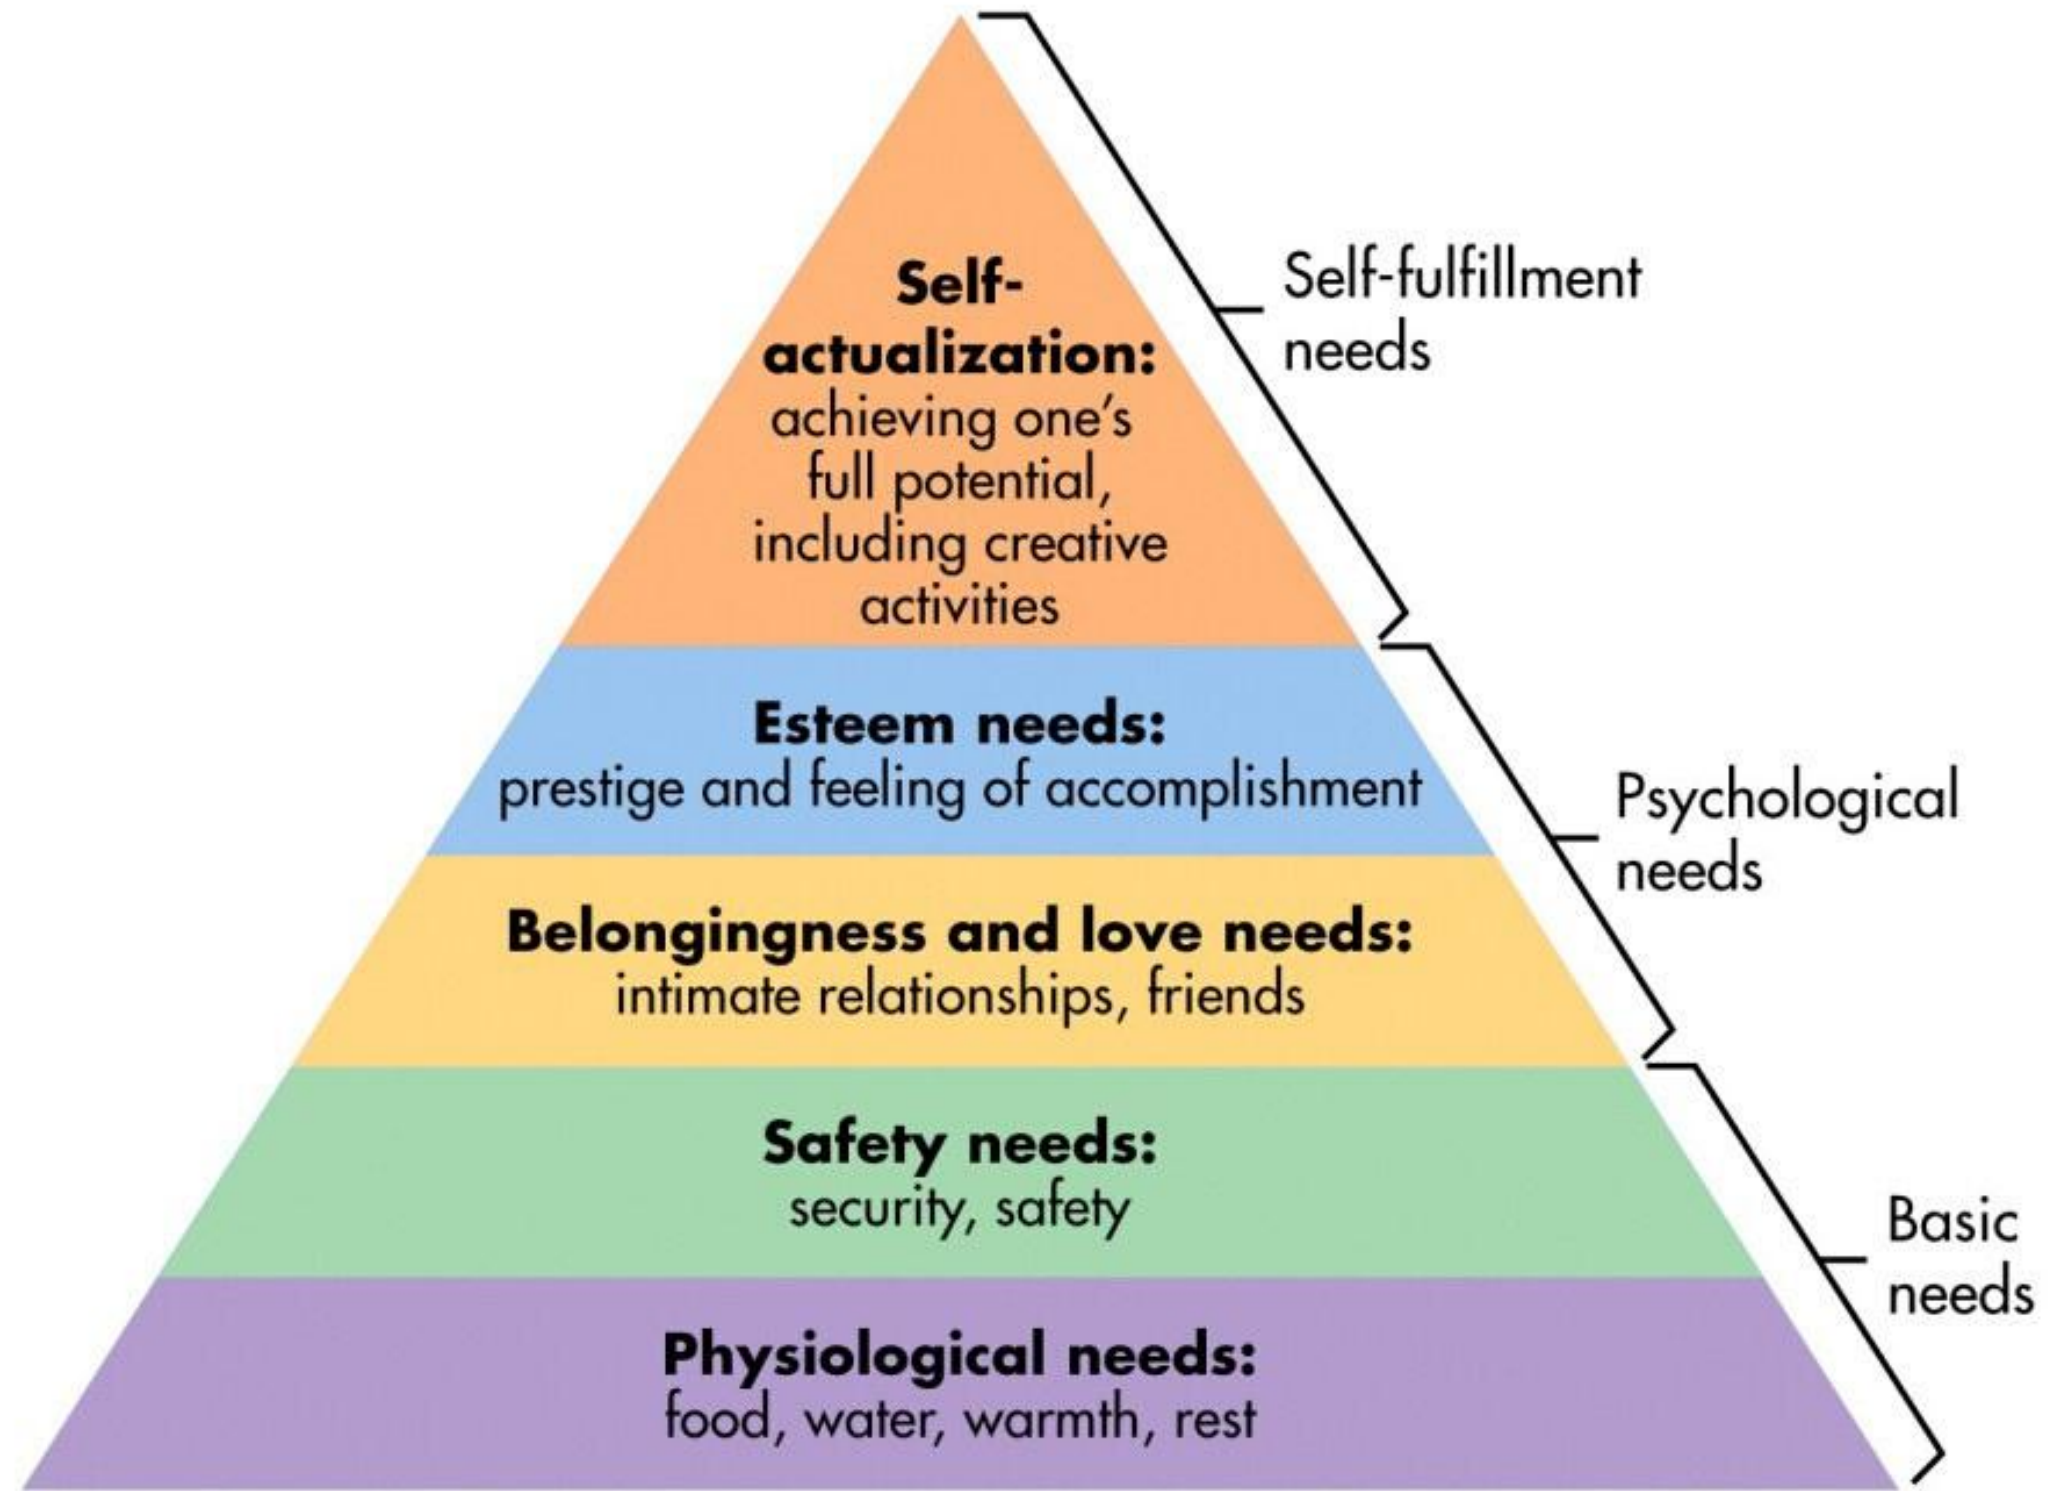 Self-
actualization:
achieving one's
full potential,
including creative
activities
Self-fulfillment
needs
Esteem needs:
prestige and feeling of accomplishment
Psychological
needs
Belongingness and love needs:
intimate relationships, friends
Safety needs:
security, safety
Basic
needs
Physiological needs:
food, water, warmth, rest